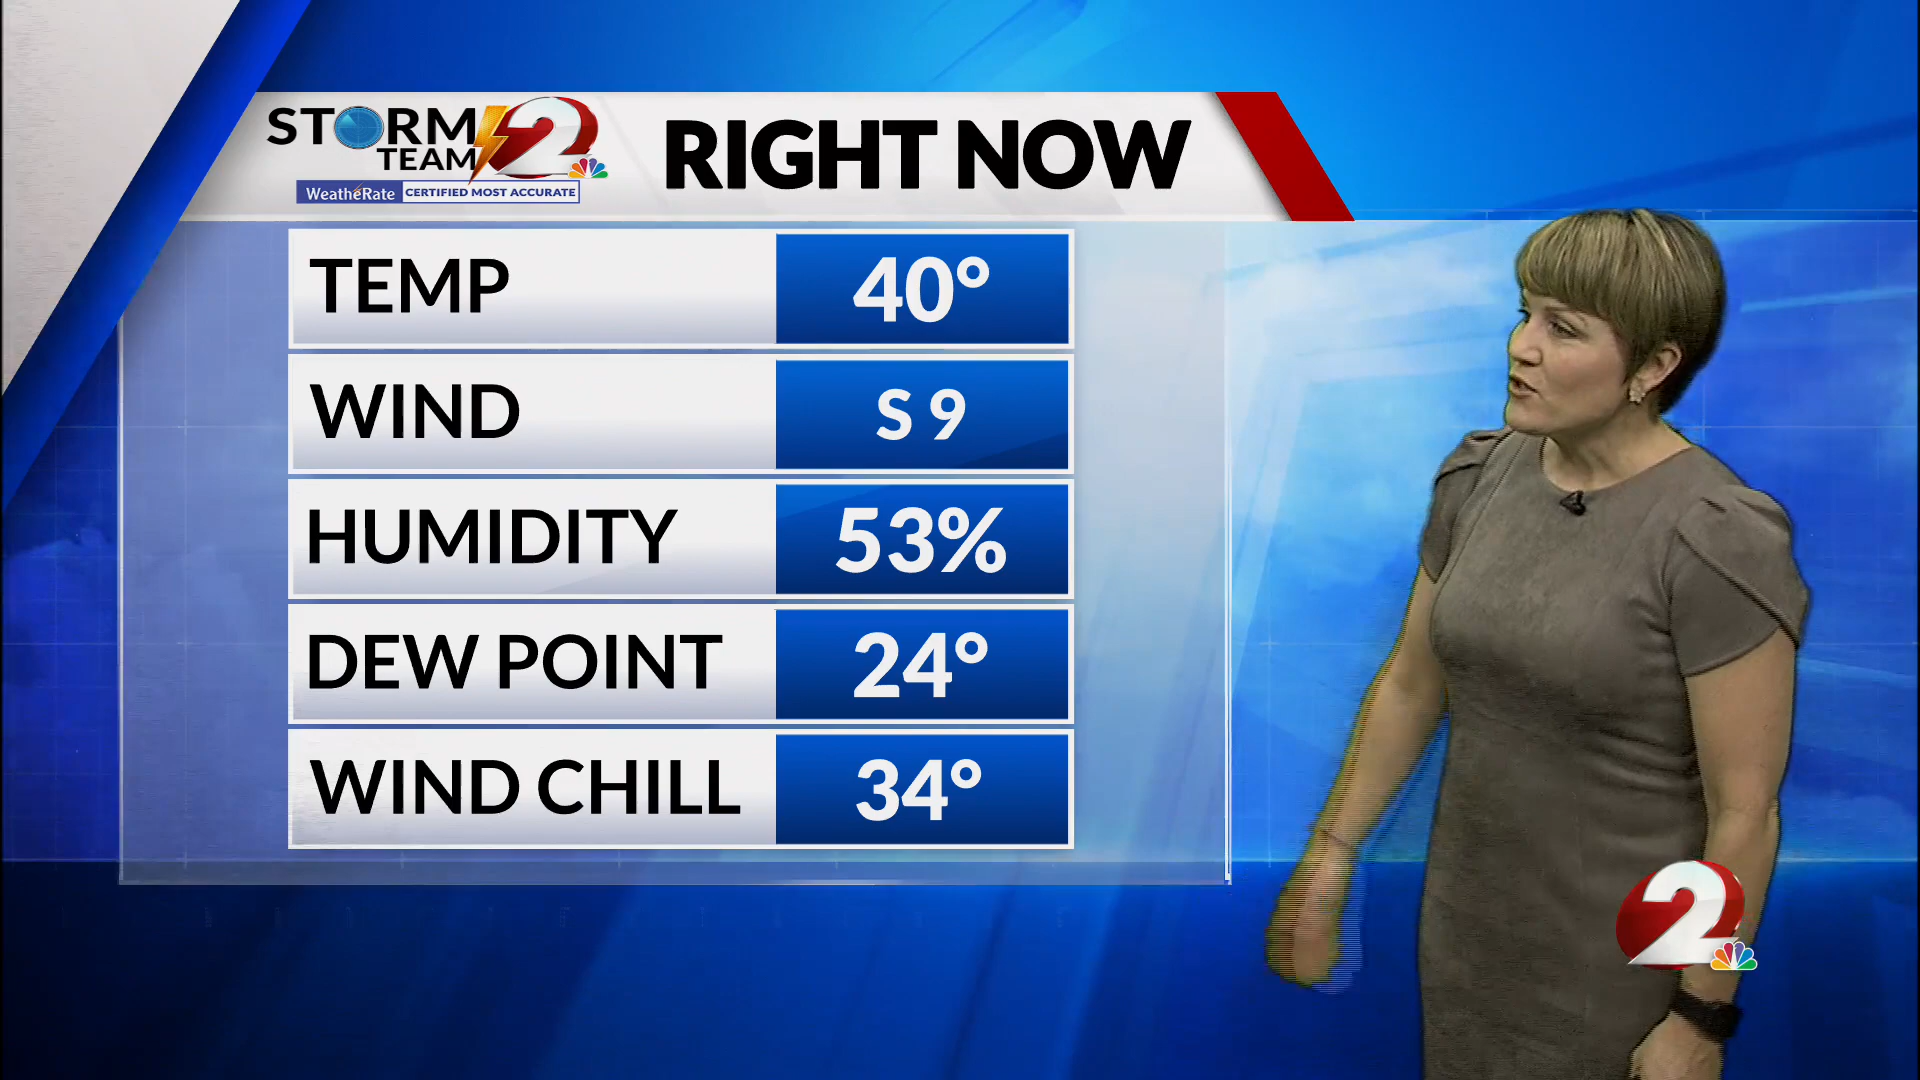 STORM
TEAM
2
WeatheRate CERTIFIED MOST ACCURATE
RIGHT NOW
TEMP 40°
WIND S 9
HUMIDITY 53%
DEW POINT 24°
WIND CHILL 34°
2